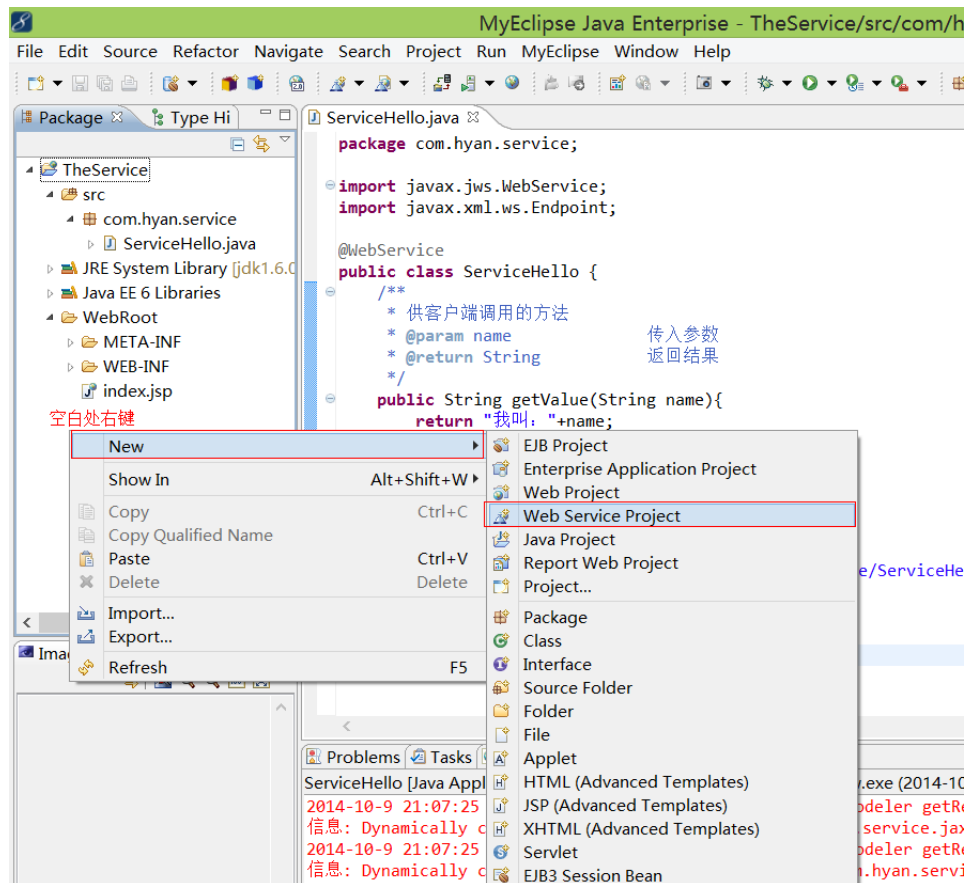 MyEclipse Java Enterprise - TheService/src/com/h
File Edit Source Refactor Navigate Search Project Run MyEclipse Window Help
Package
Type Hi
ServiceHello.java
TheService
src
com.hyan.service
ServiceHello.java
JRE System Library [jdk1.6.0
Java EE 6 Libraries
WebRoot
META-INF
WEB-INF
index.jsp
空白处右键
package com.hyan.service;
import javax.jws.WebService;
import javax.xml.ws.Endpoint;
@WebService
public class ServiceHello {
/**
* 供客户端调用的方法
* @param name 传入参数
* @return String 返回结果
*/
public String getValue(String name){
return "我叫："+name;
e/ServiceHe
New
Show In Alt+Shift+W
Copy Ctrl+C
Copy Qualified Name
Paste Ctrl+V
Delete Delete
Import...
Export...
Refresh F5
EJB Project
Enterprise Application Project
Web Project
Web Service Project
Java Project
Report Web Project
Project...
Package
Class
Interface
Source Folder
Folder
File
Applet
HTML (Advanced Templates)
JSP (Advanced Templates)
XHTML (Advanced Templates)
Servlet
EJB3 Session Bean
Ima
Problems Tasks
ServiceHello [Java Appl
.exe (2014-10
2014-10-9 21:07:25
odeler getRe
信息: Dynamically c
.service.jax
2014-10-9 21:07:25
odeler getRe
信息: Dynamically c
.hyan.servi